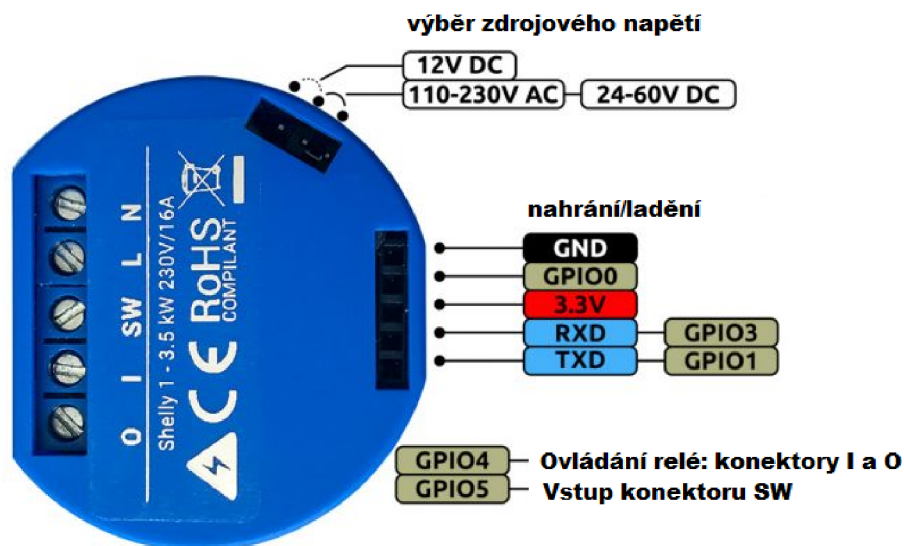 výběr zdrojového napětí
12V DC
110-230V AC 24-60V DC
nahrání/ladění
GND
GPIO0
3.3V
RXD GPIO3
TXD GPIO1
GPIO4 Ovládání relé: konektory I a O
GPIO5 Vstup konektoru SW
O I SW L N
Shelly 1 - 3.5 kW 230V/16A
CE RoHS
COMPILANT